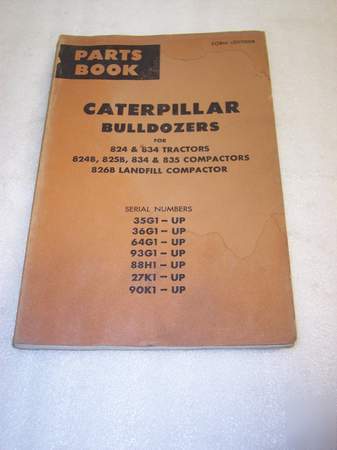 PARTS
BOOK
FORM
CATERPILLAR
BULLDOZERS
FOR
824 & 834 TRACTORS
824B, 825B, 834 & 835 COMPACTORS
826B LANDFILL COMPACTOR
SERIAL NUMBERS
35G1 – UP
36G1 – UP
64G1 – UP
93G1 – UP
88H1 – UP
27K1 – UP
90K1 – UP